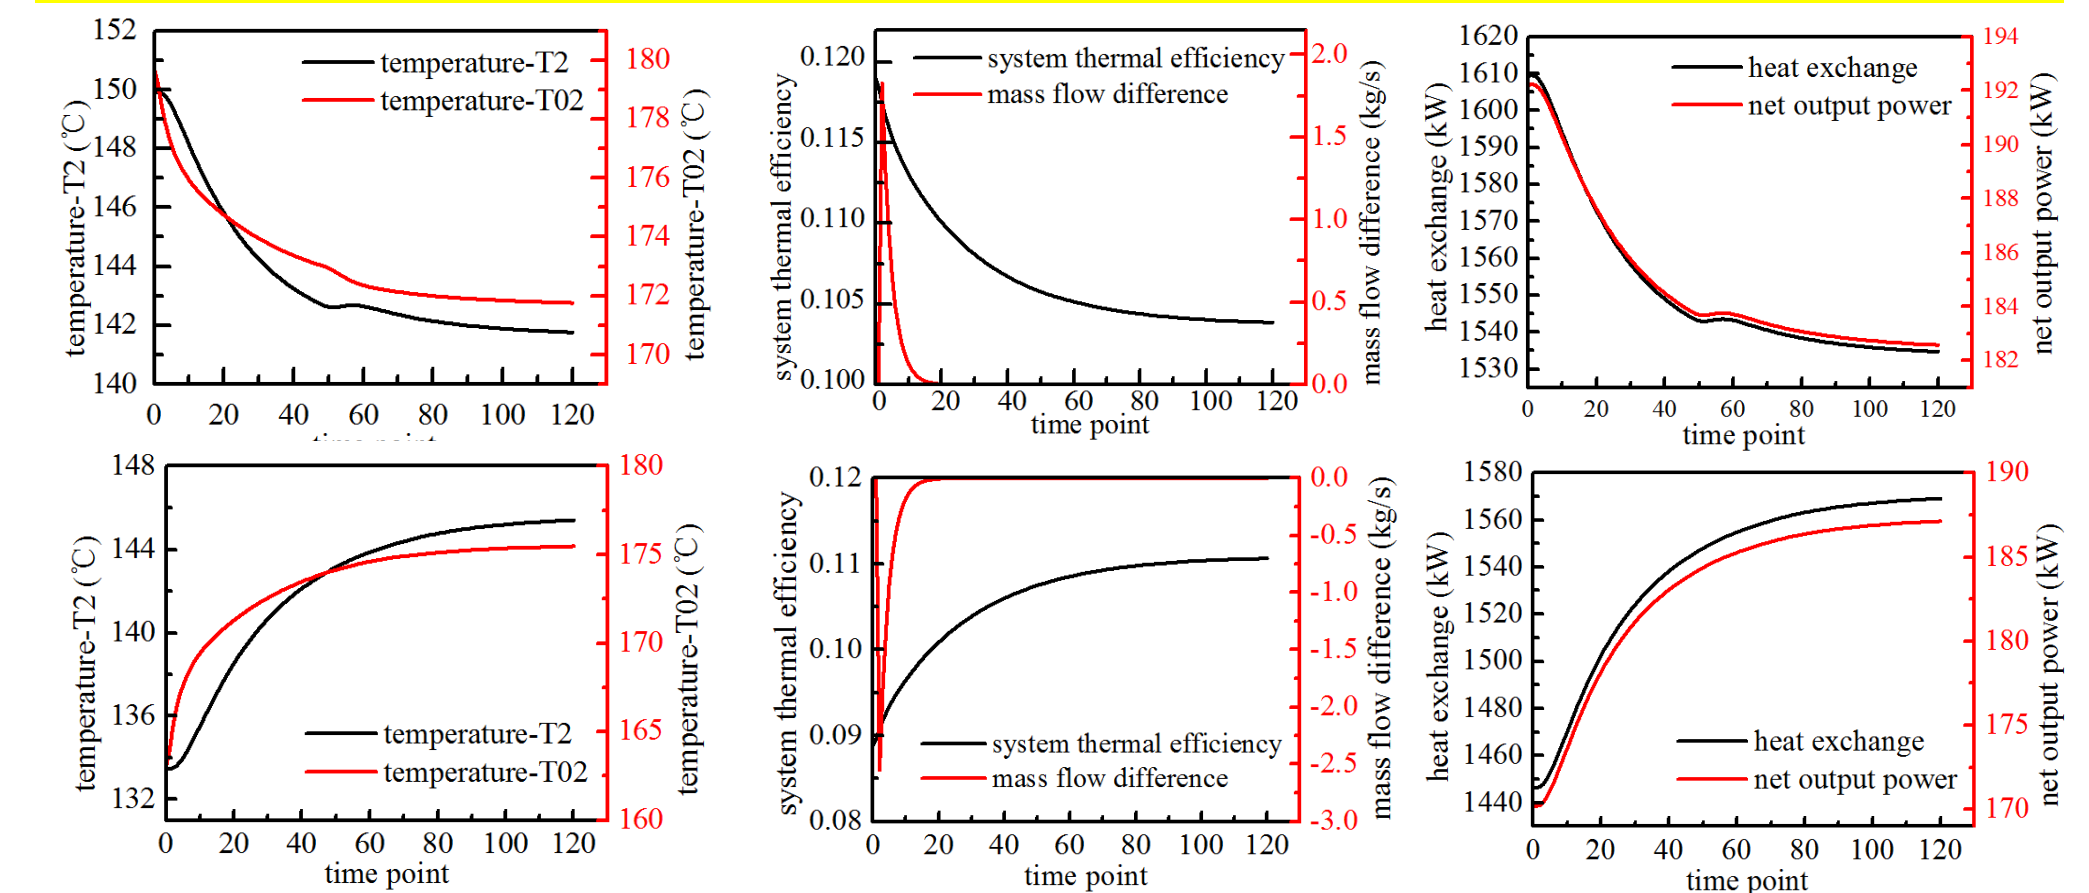 152
150
148
146
144
142
140
temperature-T2 (℃)
temperature-T2
temperature-T02
180
178
176
174
172
170
temperature-T02 (℃)
0 20 40 60 80 100 120
time point
0.120
0.115
0.110
0.105
0.100
system thermal efficiency
system thermal efficiency
mass flow difference
2.0
1.5
1.0
0.5
0.0
mass flow difference (kg/s)
0 20 40 60 80 100 120
time point
1620
1610
1600
1590
1580
1570
1560
1550
1540
1530
heat exchange (kW)
heat exchange
net output power
194
192
190
188
186
184
182
net output power (kW)
0 20 40 60 80 100 120
time point
148
144
140
136
132
temperature-T2 (℃)
temperature-T2
temperature-T02
180
175
170
165
160
temperature-T02 (℃)
0 20 40 60 80 100 120
time point
0.12
0.11
0.10
0.09
0.08
system thermal efficiency
system thermal efficiency
mass flow difference
0.0
-0.5
-1.0
-1.5
-2.0
-2.5
-3.0
mass flow difference (kg/s)
0 20 40 60 80 100 120
time point
1580
1560
1540
1520
1500
1480
1460
1440
heat exchange (kW)
heat exchange
net output power
190
185
180
175
170
net output power (kW)
0 20 40 60 80 100 120
time point